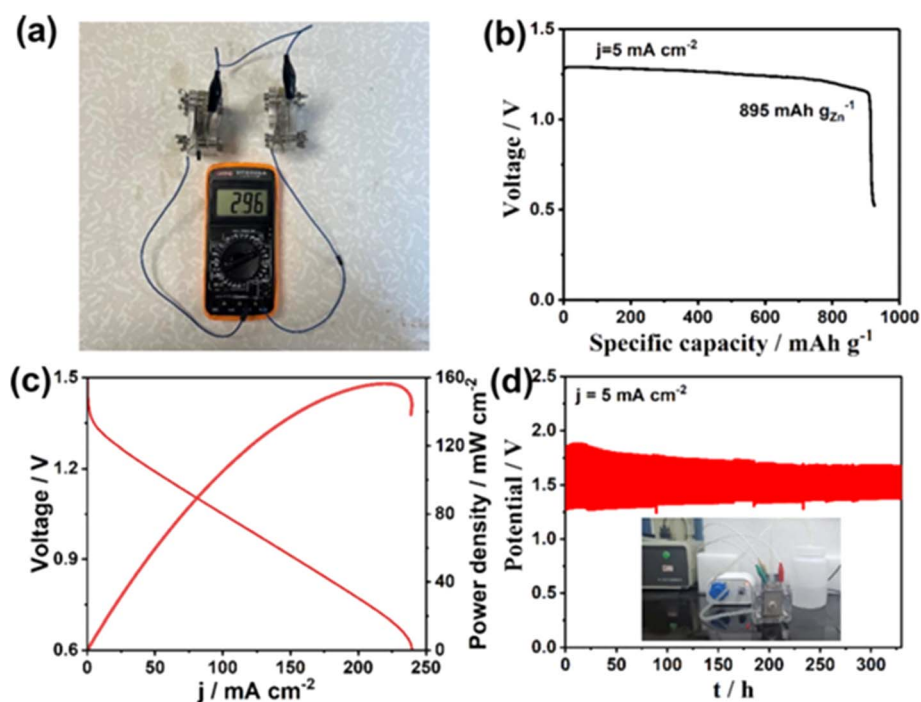 (a)
296
(b)
j=5 mA cm⁻²
895 mAh gZn⁻¹
Voltage / V
1.5
1.0
0.5
0.0
0
200
400
600
800
1000
Specific capacity / mAh g⁻¹
(c)
Voltage / V
1.5
1.2
0.9
0.6
Power density / mW cm⁻²
160
120
80
40
0
0
50
100
150
200
250
j / mA cm⁻²
(d)
j = 5 mA cm⁻²
Potential / V
2.5
2.0
1.5
1.0
0.5
0.0
0
50
100
150
200
250
300
t / h